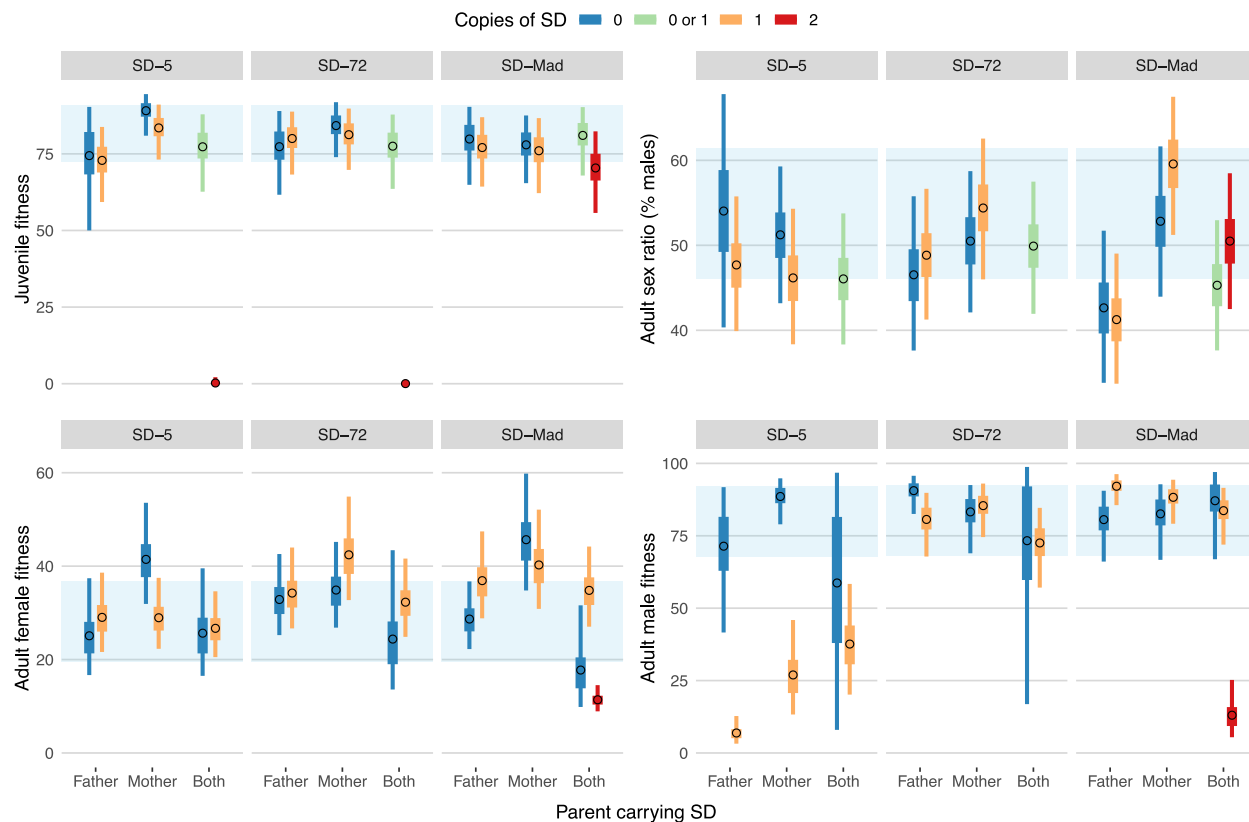 Copies of SD 0 0 or 1 1 2
SD–5 SD–72 SD–Mad
Juvenile fitness
75
50
25
0
SD–5 SD–72 SD–Mad
Adult sex ratio (% males)
60
50
40
SD–5 SD–72 SD–Mad
Adult female fitness
60
40
20
0
Father Mother Both Father Mother Both Father Mother Both
SD–5 SD–72 SD–Mad
Adult male fitness
100
75
50
25
0
Father Mother Both Father Mother Both Father Mother Both
Parent carrying SD